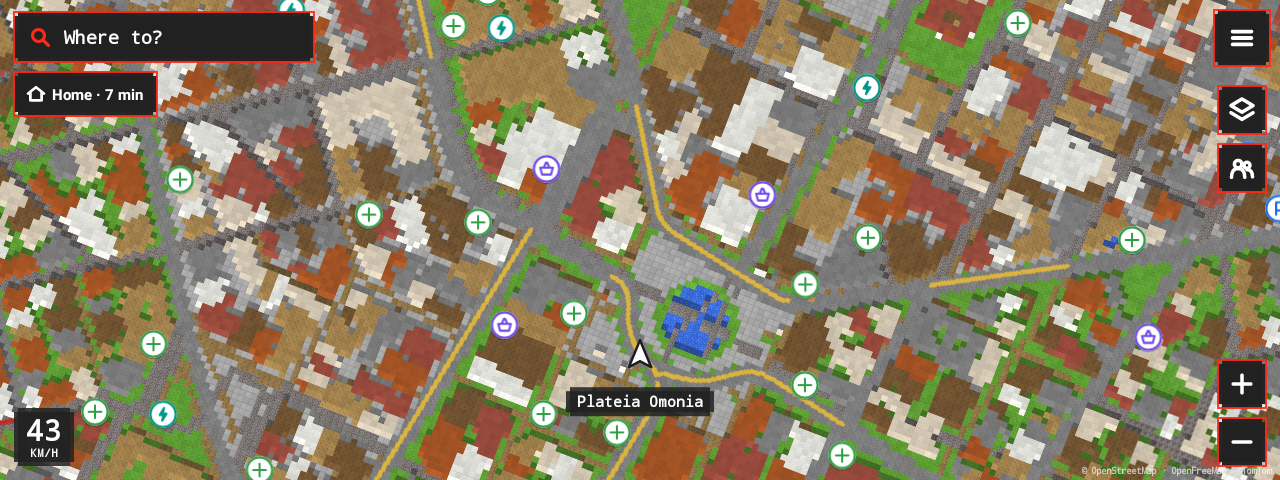 Where to?
Home · 7 min
Plateia Omonia
43
KM/H
© OpenStreetMap · OpenFreeMap